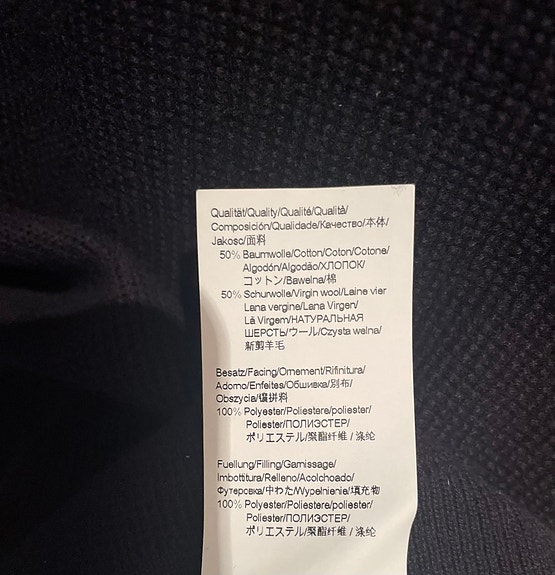 Qualität/Quality/Qualité/Qualità/
Composición/Qualidade/Качество/本体/
Jakosc/面料
50% Baumwolle/Cotton/Coton/Cotone/
Algodón/Algodão/ХЛОПОК/
コットン/Bawelna/棉
50% Schurwolle/Virgin wool/Laine vier
Lana vergine/Lana Virgen/
Lã Virgem/НАТУРАЛЬНАЯ
ШЕРСТЬ/ウール/Czysta welna/
新剪羊毛
Besatz/Facing/Ornement/Rifinitura/
Adorno/Enfeites/Обшивка/別布/
Obszycia/镶拼料
100% Polyester/Poliestere/poliester/
Poliester/ПОЛИЭСТЕР/
ポリエステル/聚酯纤维 / 涤纶
Fuellung/Filling/Garnissage/
Imbottitura/Relleno/Acolchoado/
Футеровка/中わた/Wypelnienie/填充物
100% Polyester/Poliestere/poliester/
Poliester/ПОЛИЭСТЕР/
ポリエステル/聚酯纤维 / 涤纶